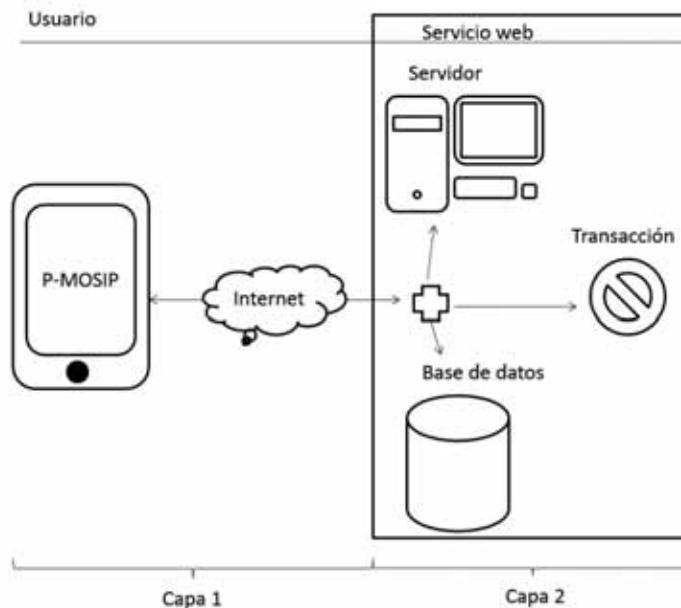 Usuario
Servicio web
Servidor
P-MOSIP
Internet
Transacción
Base de datos
Capa 1
Capa 2